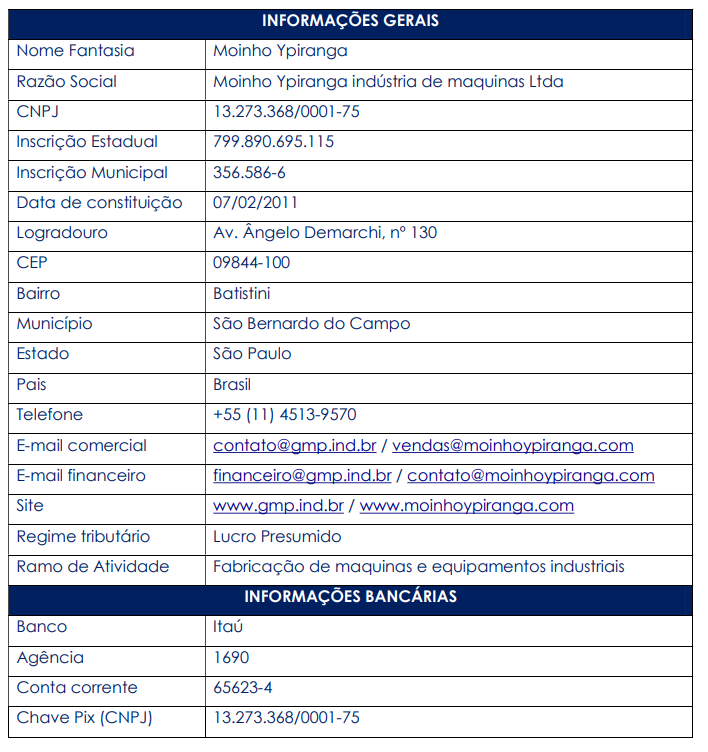 INFORMAÇÕES GERAIS
Nome Fantasia Moinho Ypiranga
Razão Social Moinho Ypiranga indústria de maquinas Ltda
CNPJ 13.273.368/0001-75
Inscrição Estadual 799.890.695.115
Inscrição Municipal 356.586-6
Data de constituição 07/02/2011
Logradouro Av. Ângelo Demarchi, nº 130
CEP 09844-100
Bairro Batistini
Município São Bernardo do Campo
Estado São Paulo
Pais Brasil
Telefone +55 (11) 4513-9570
E-mail comercial contato@gmp.ind.br / vendas@moinhoypiranga.com
E-mail financeiro financeiro@gmp.ind.br / contato@moinhoypiranga.com
Site www.gmp.ind.br / www.moinhoypiranga.com
Regime tributário Lucro Presumido
Ramo de Atividade Fabricação de maquinas e equipamentos industriais
INFORMAÇÕES BANCÁRIAS
Banco Itaú
Agência 1690
Conta corrente 65623-4
Chave Pix (CNPJ) 13.273.368/0001-75